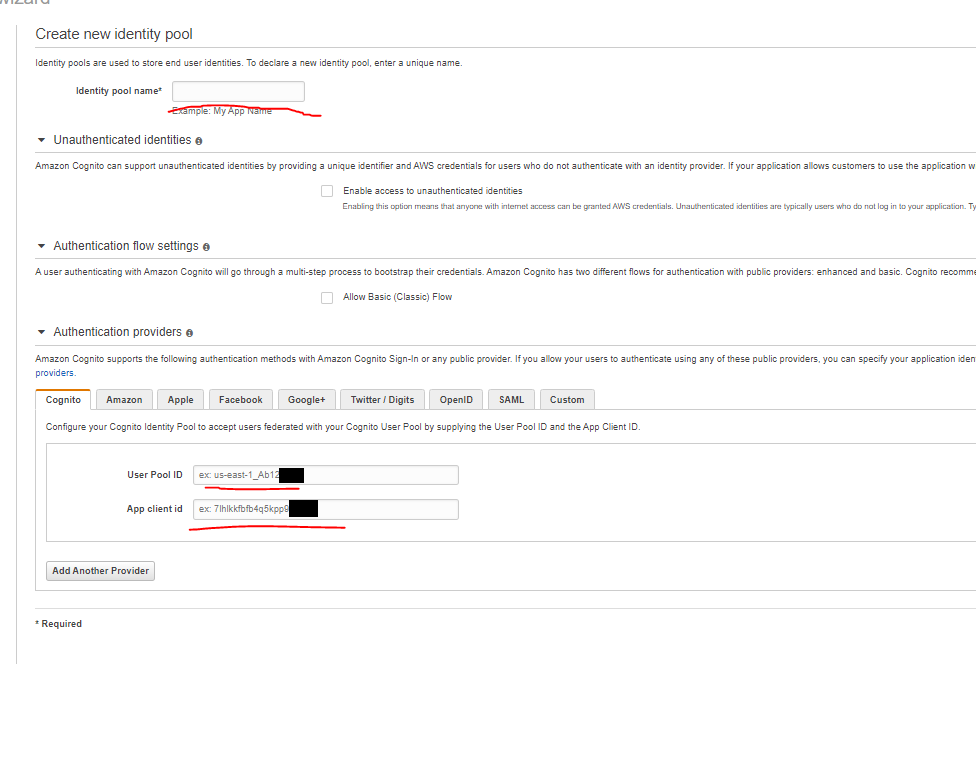 Wizard
Create new identity pool
Identity pools are used to store end user identities. To declare a new identity pool, enter a unique name.
Identity pool name*
Example: My App Name
Unauthenticated identities
Amazon Cognito can support unauthenticated identities by providing a unique identifier and AWS credentials for users who do not authenticate with an identity provider. If your application allows customers to use the application w
Enable access to unauthenticated identities
Enabling this option means that anyone with internet access can be granted AWS credentials. Unauthenticated identities are typically users who do not log in to your application. Ty
Authentication flow settings
A user authenticating with Amazon Cognito will go through a multi-step process to bootstrap their credentials. Amazon Cognito has two different flows for authentication with public providers: enhanced and basic. Cognito recomme
Allow Basic (Classic) Flow
Authentication providers
Amazon Cognito supports the following authentication methods with Amazon Cognito Sign-In or any public provider. If you allow your users to authenticate using any of these public providers, you can specify your application iden
providers.
Cognito Amazon Apple Facebook Google+ Twitter / Digits OpenID SAML Custom
Configure your Cognito Identity Pool to accept users federated with your Cognito User Pool by supplying the User Pool ID and the App Client ID.
User Pool ID ex: us-east-1_Ab12
App client id ex: 7lhlkkfbfb4q5kpp9
Add Another Provider
* Required